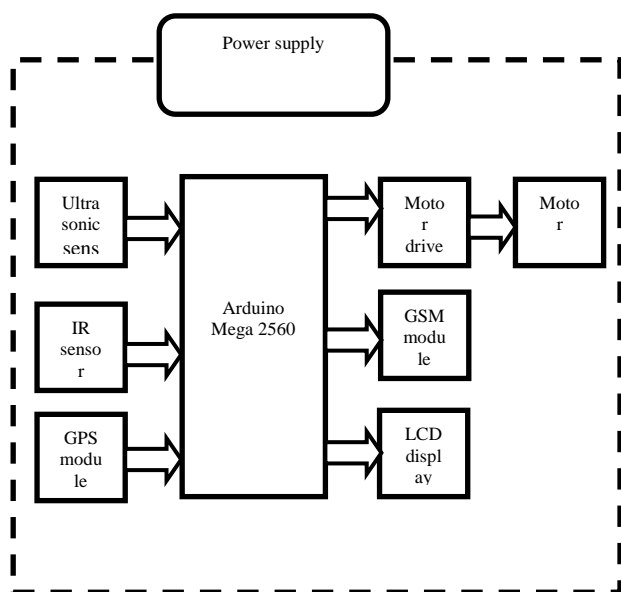 Power supply
Ultra
sonic
sens
Moto
r
drive
Moto
r
Arduino
Mega 2560
IR
senso
r
GSM
modu
le
GPS
modu
le
LCD
displ
ay